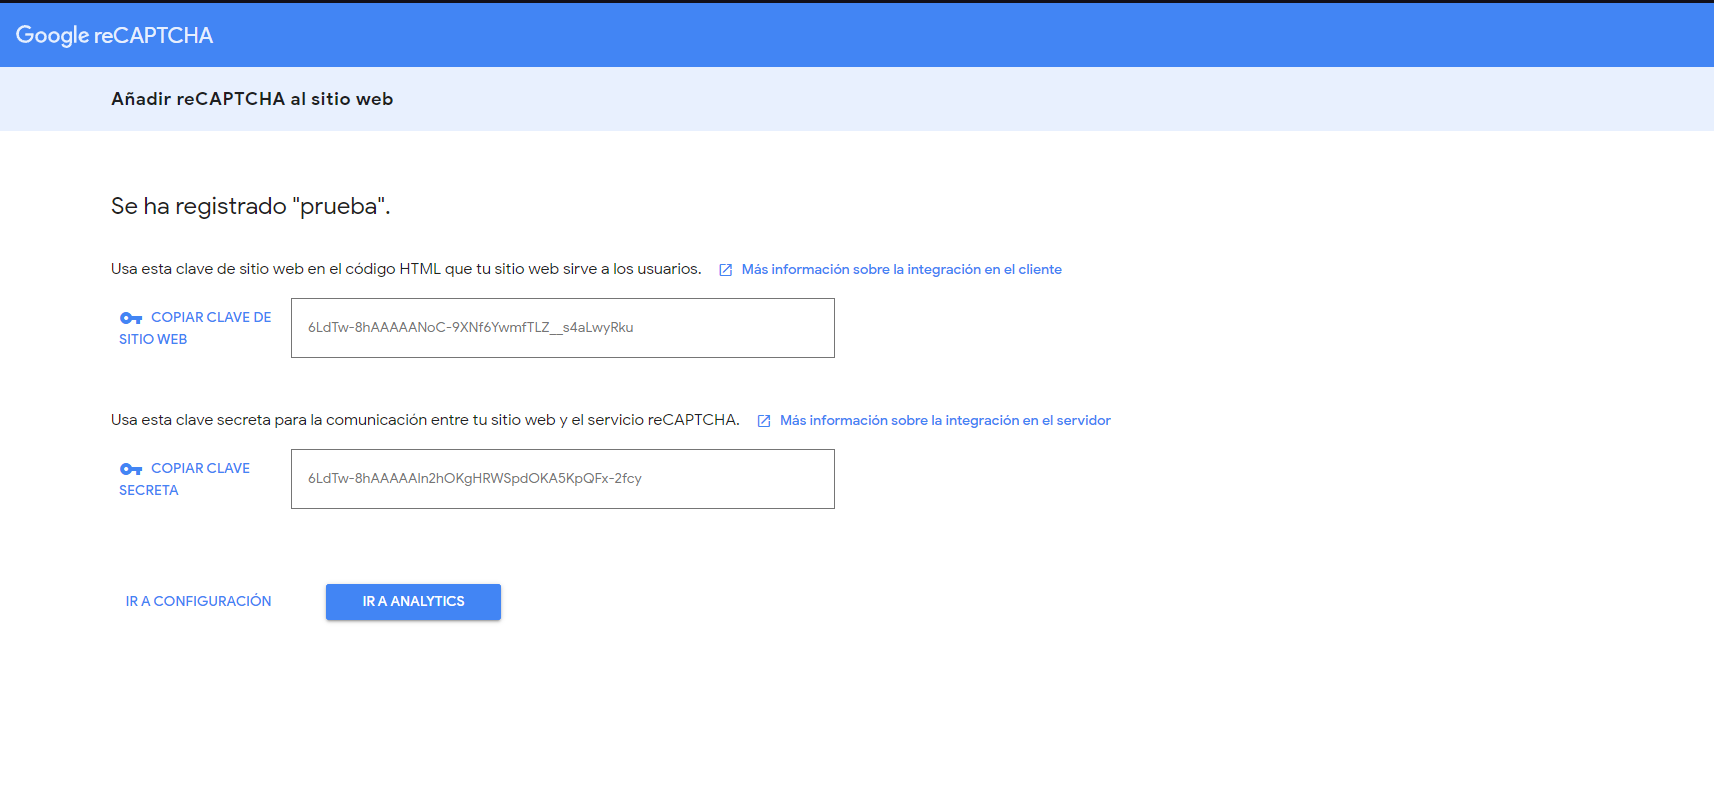 Google reCAPTCHA
Añadir reCAPTCHA al sitio web
Se ha registrado "prueba".
Usa esta clave de sitio web en el código HTML que tu sitio web sirve a los usuarios. Más información sobre la integración en el cliente
COPIAR CLAVE DE
SITIO WEB
6LdTw-8hAAAAANoC-9XNf6YwmfTLZ__s4aLwyRku
Usa esta clave secreta para la comunicación entre tu sitio web y el servicio reCAPTCHA. Más información sobre la integración en el servidor
COPIAR CLAVE
SECRETA
6LdTw-8hAAAAAIn2hOKgHRWSpdOKA5KpQFx-2fcy
IR A CONFIGURACIÓN
IR A ANALYTICS